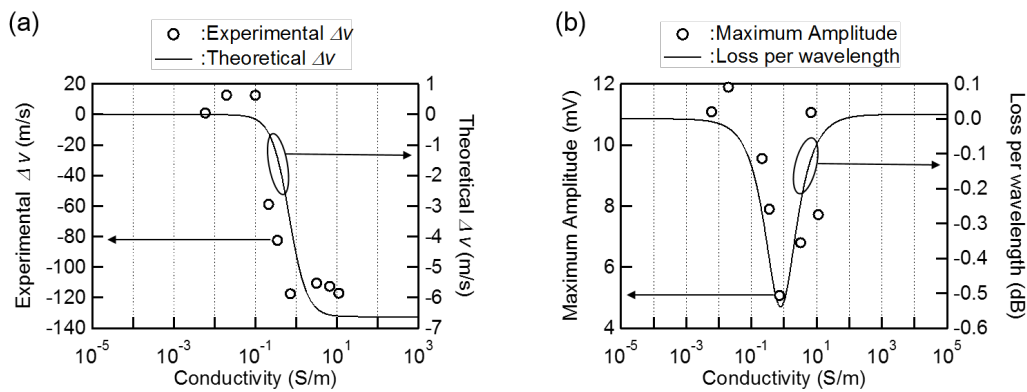 (a)
:Experimental Δv
:Theoretical Δv
20
0
-20
-40
-60
-80
-100
-120
-140
Experimental Δv (m/s)
1
0
-1
-2
-3
-4
-5
-6
-7
Theoretical Δv (m/s)
10⁻⁵ 10⁻³ 10⁻¹ 10¹ 10³
Conductivity (S/m)
(b)
:Maximum Amplitude
:Loss per wavelength
12
10
8
6
4
Maximum Amplitude (mV)
0.1
0.0
-0.1
-0.2
-0.3
-0.4
-0.5
-0.6
Loss per wavelength (dB)
10⁻⁵ 10⁻³ 10⁻¹ 10¹ 10³ 10⁵
Conductivity (S/m)